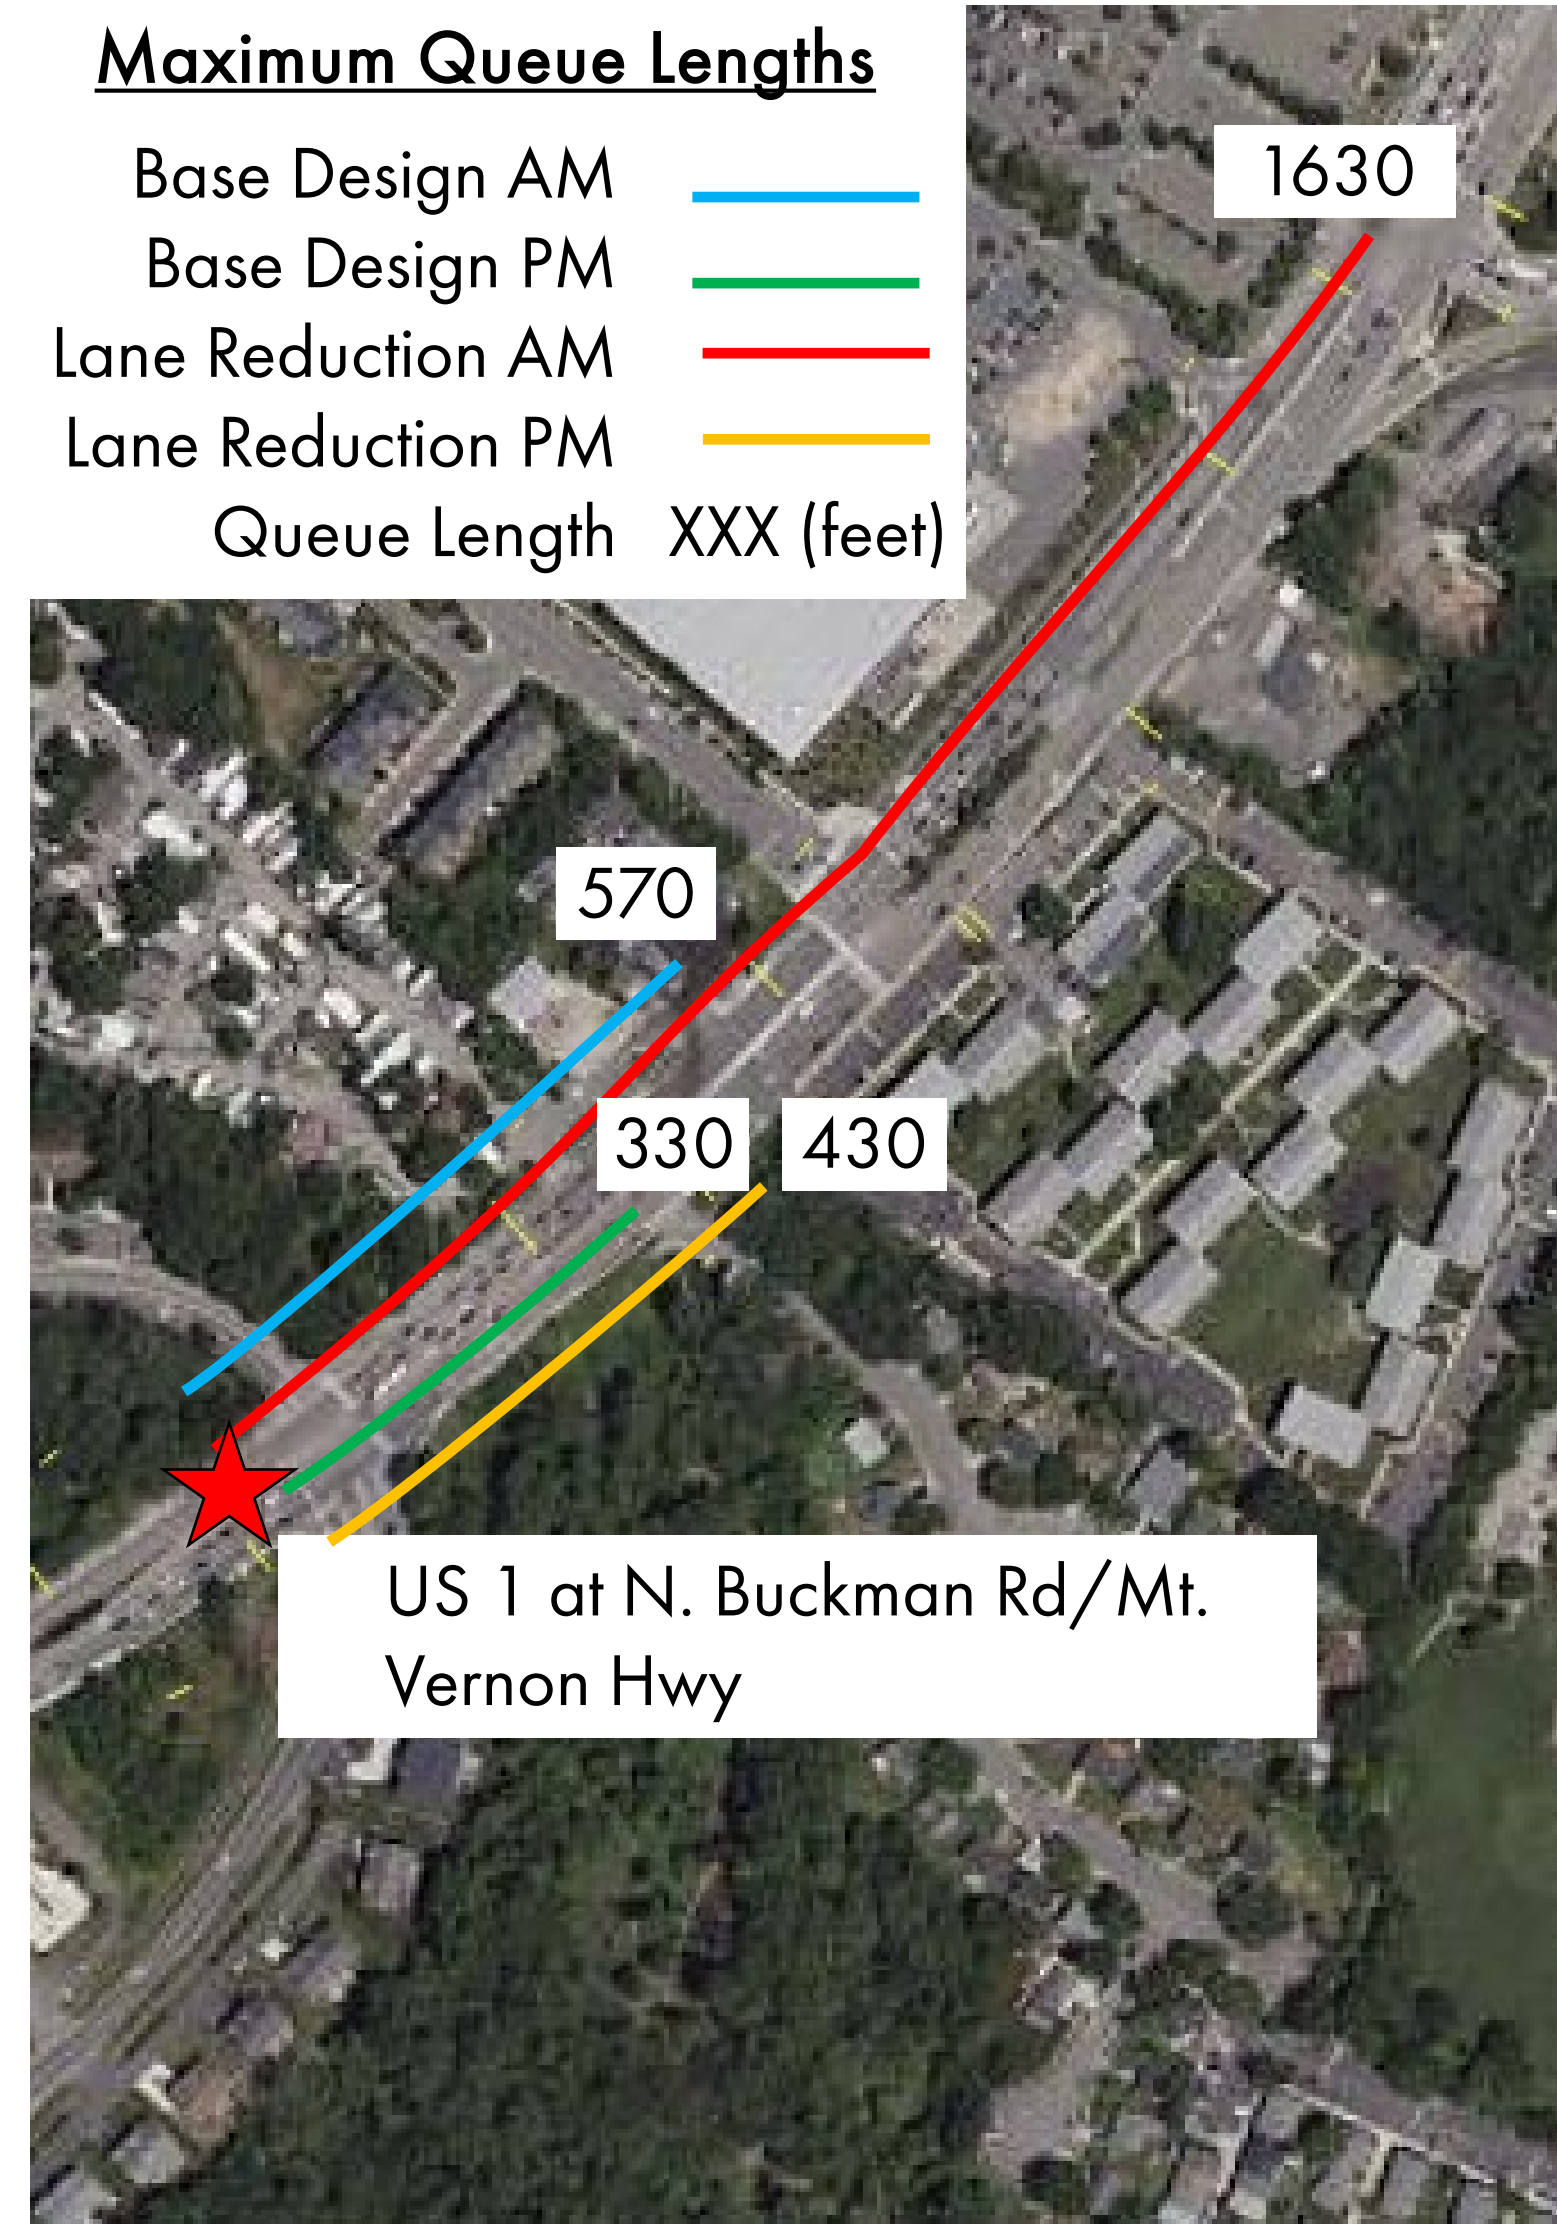 Maximum Queue Lengths
Base Design AM
Base Design PM
Lane Reduction AM
Lane Reduction PM
Queue Length XXX (feet)
1630
570
330
430
US 1 at N. Buckman Rd/Mt.
Vernon Hwy